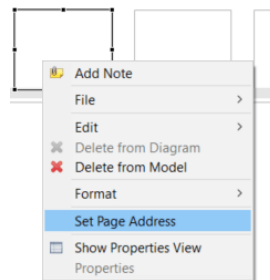 Add Note
File
Edit
Delete from Diagram
Delete from Model
Format
Set Page Address
Show Properties View
Properties